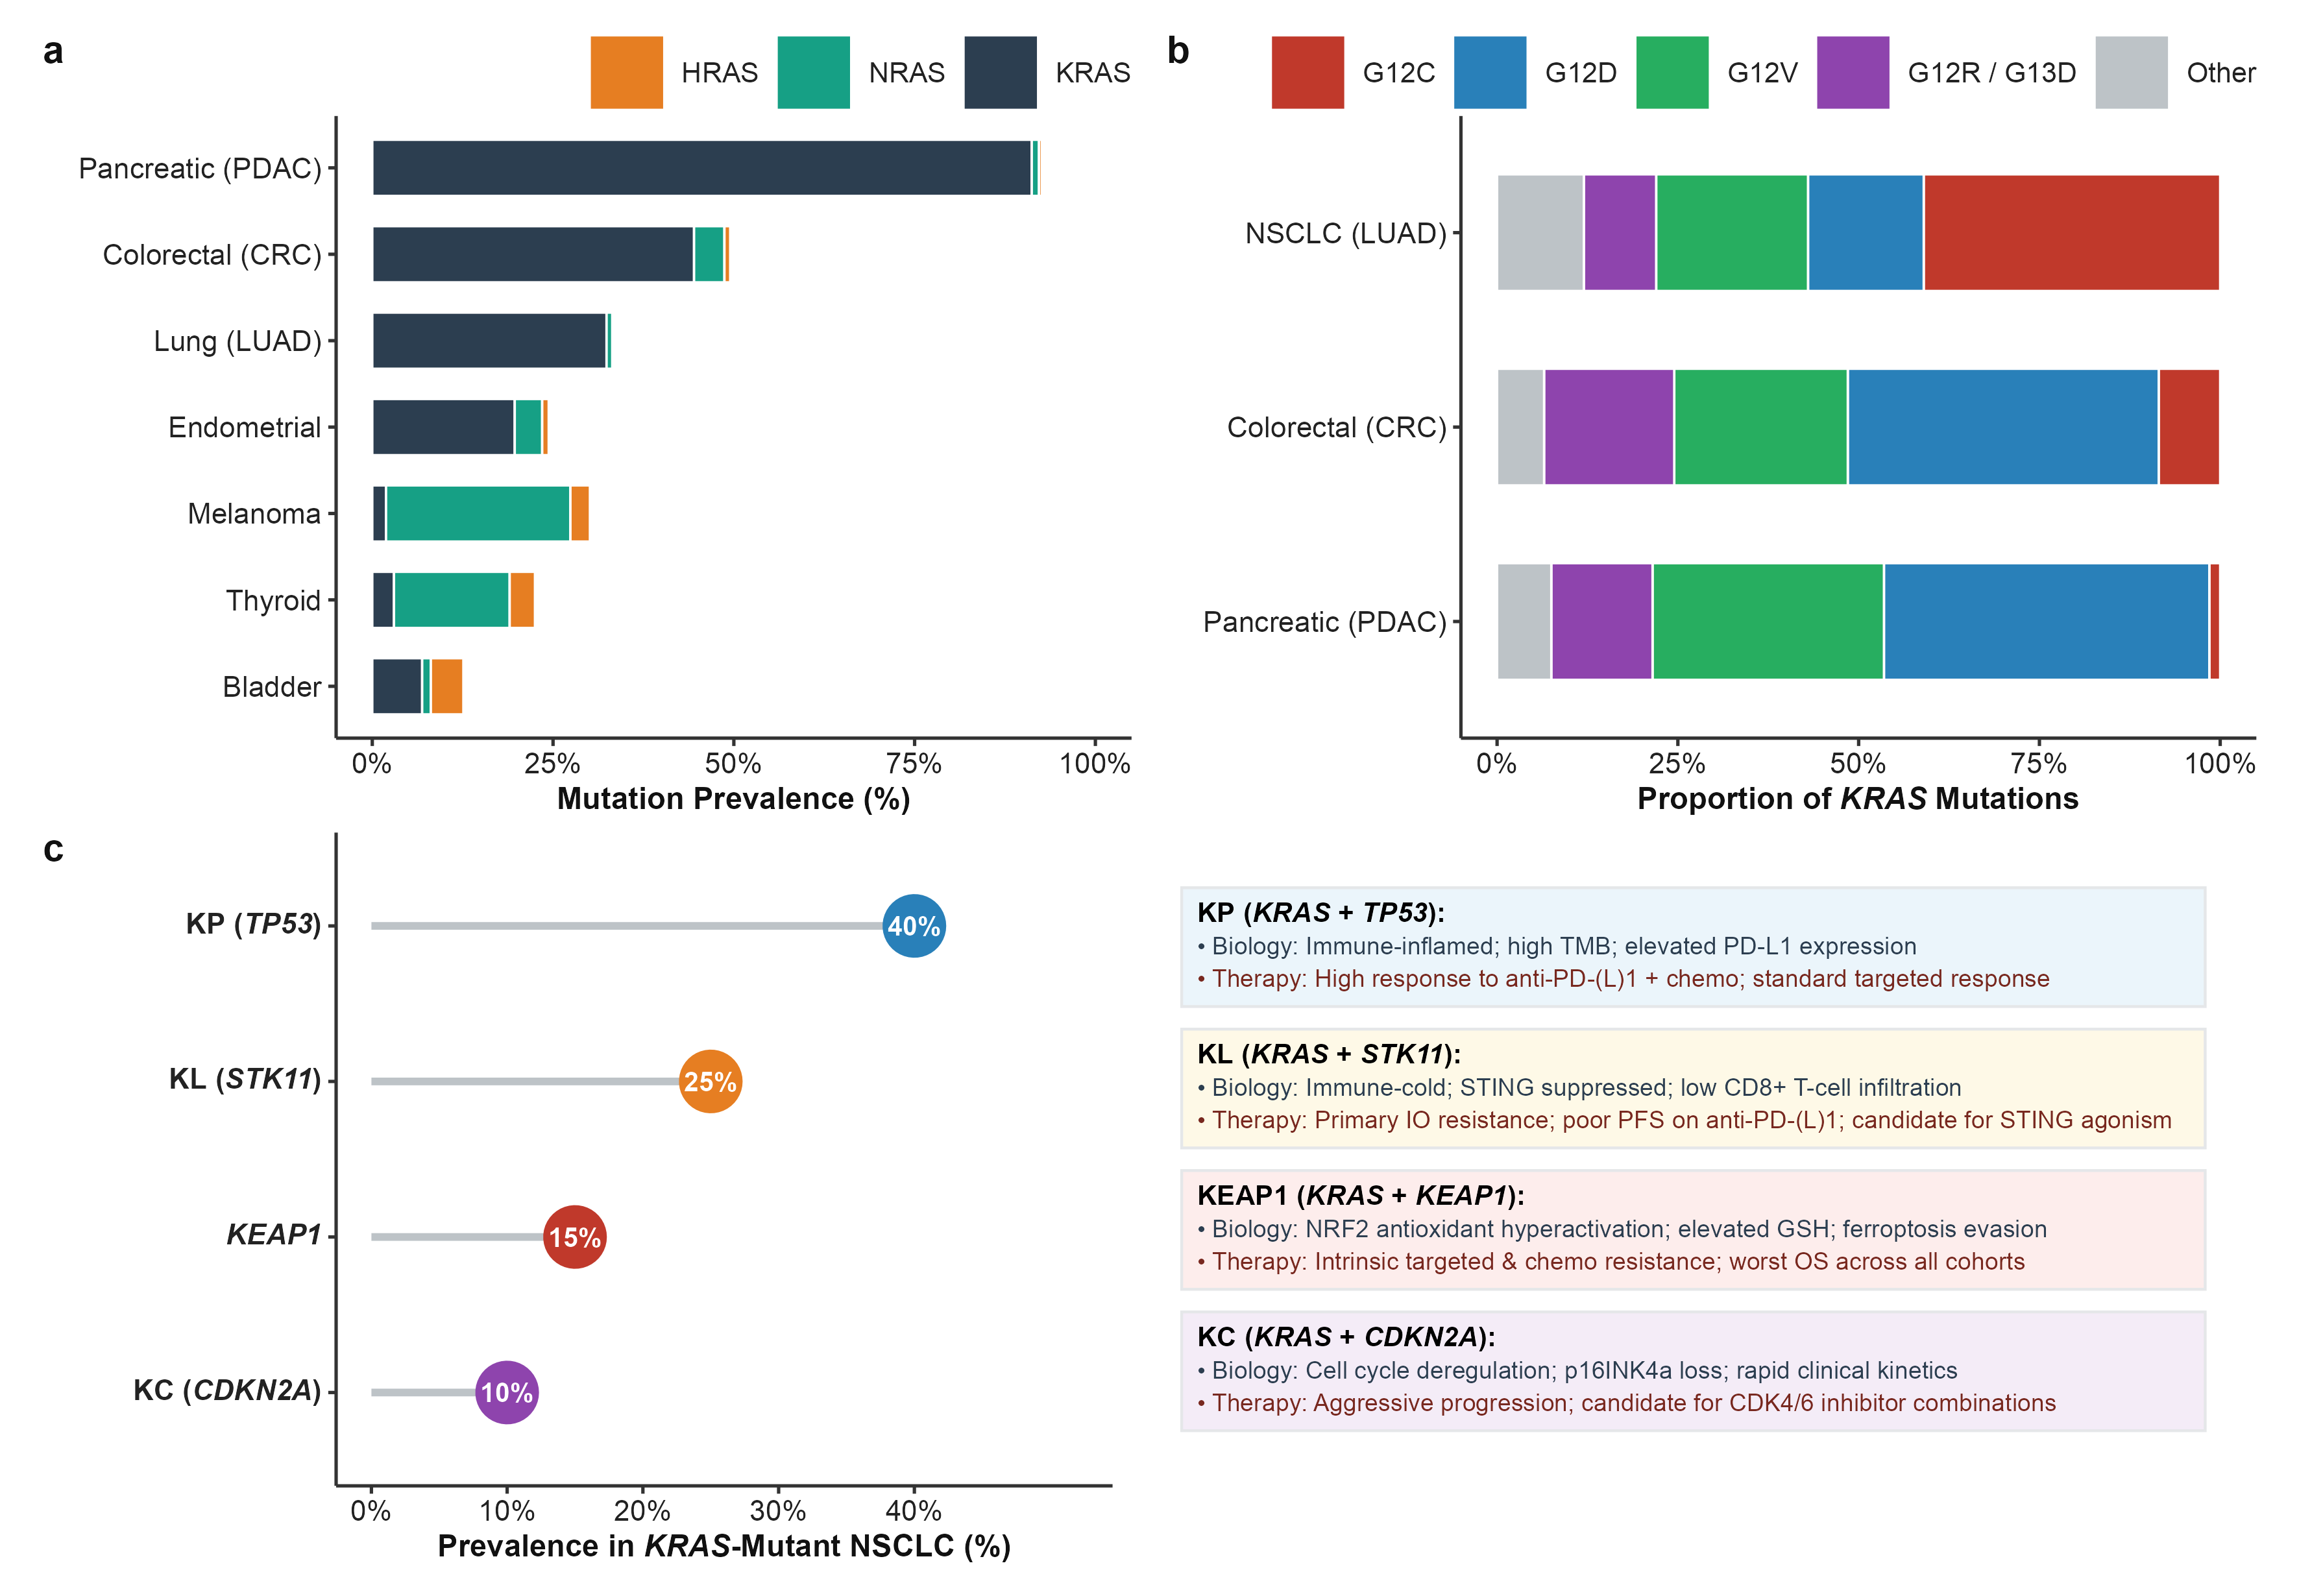 a
HRAS
NRAS
KRAS
Pancreatic (PDAC)
Colorectal (CRC)
Lung (LUAD)
Endometrial
Melanoma
Thyroid
Bladder
0%
25%
50%
75%
100%
Mutation Prevalence (%)
b
G12C
G12D
G12V
G12R / G13D
Other
NSCLC (LUAD)
Colorectal (CRC)
Pancreatic (PDAC)
0%
25%
50%
75%
100%
Proportion of KRAS Mutations
c
KP (TP53)
40%
KL (STK11)
25%
KEAP1
15%
KC (CDKN2A)
10%
0%
10%
20%
30%
40%
Prevalence in KRAS-Mutant NSCLC (%)
KP (KRAS + TP53):
• Biology: Immune-inflamed; high TMB; elevated PD-L1 expression
• Therapy: High response to anti-PD-(L)1 + chemo; standard targeted response
KL (KRAS + STK11):
• Biology: Immune-cold; STING suppressed; low CD8+ T-cell infiltration
• Therapy: Primary IO resistance; poor PFS on anti-PD-(L)1; candidate for STING agonism
KEAP1 (KRAS + KEAP1):
• Biology: NRF2 antioxidant hyperactivation; elevated GSH; ferroptosis evasion
• Therapy: Intrinsic targeted & chemo resistance; worst OS across all cohorts
KC (KRAS + CDKN2A):
• Biology: Cell cycle deregulation; p16INK4a loss; rapid clinical kinetics
• Therapy: Aggressive progression; candidate for CDK4/6 inhibitor combinations